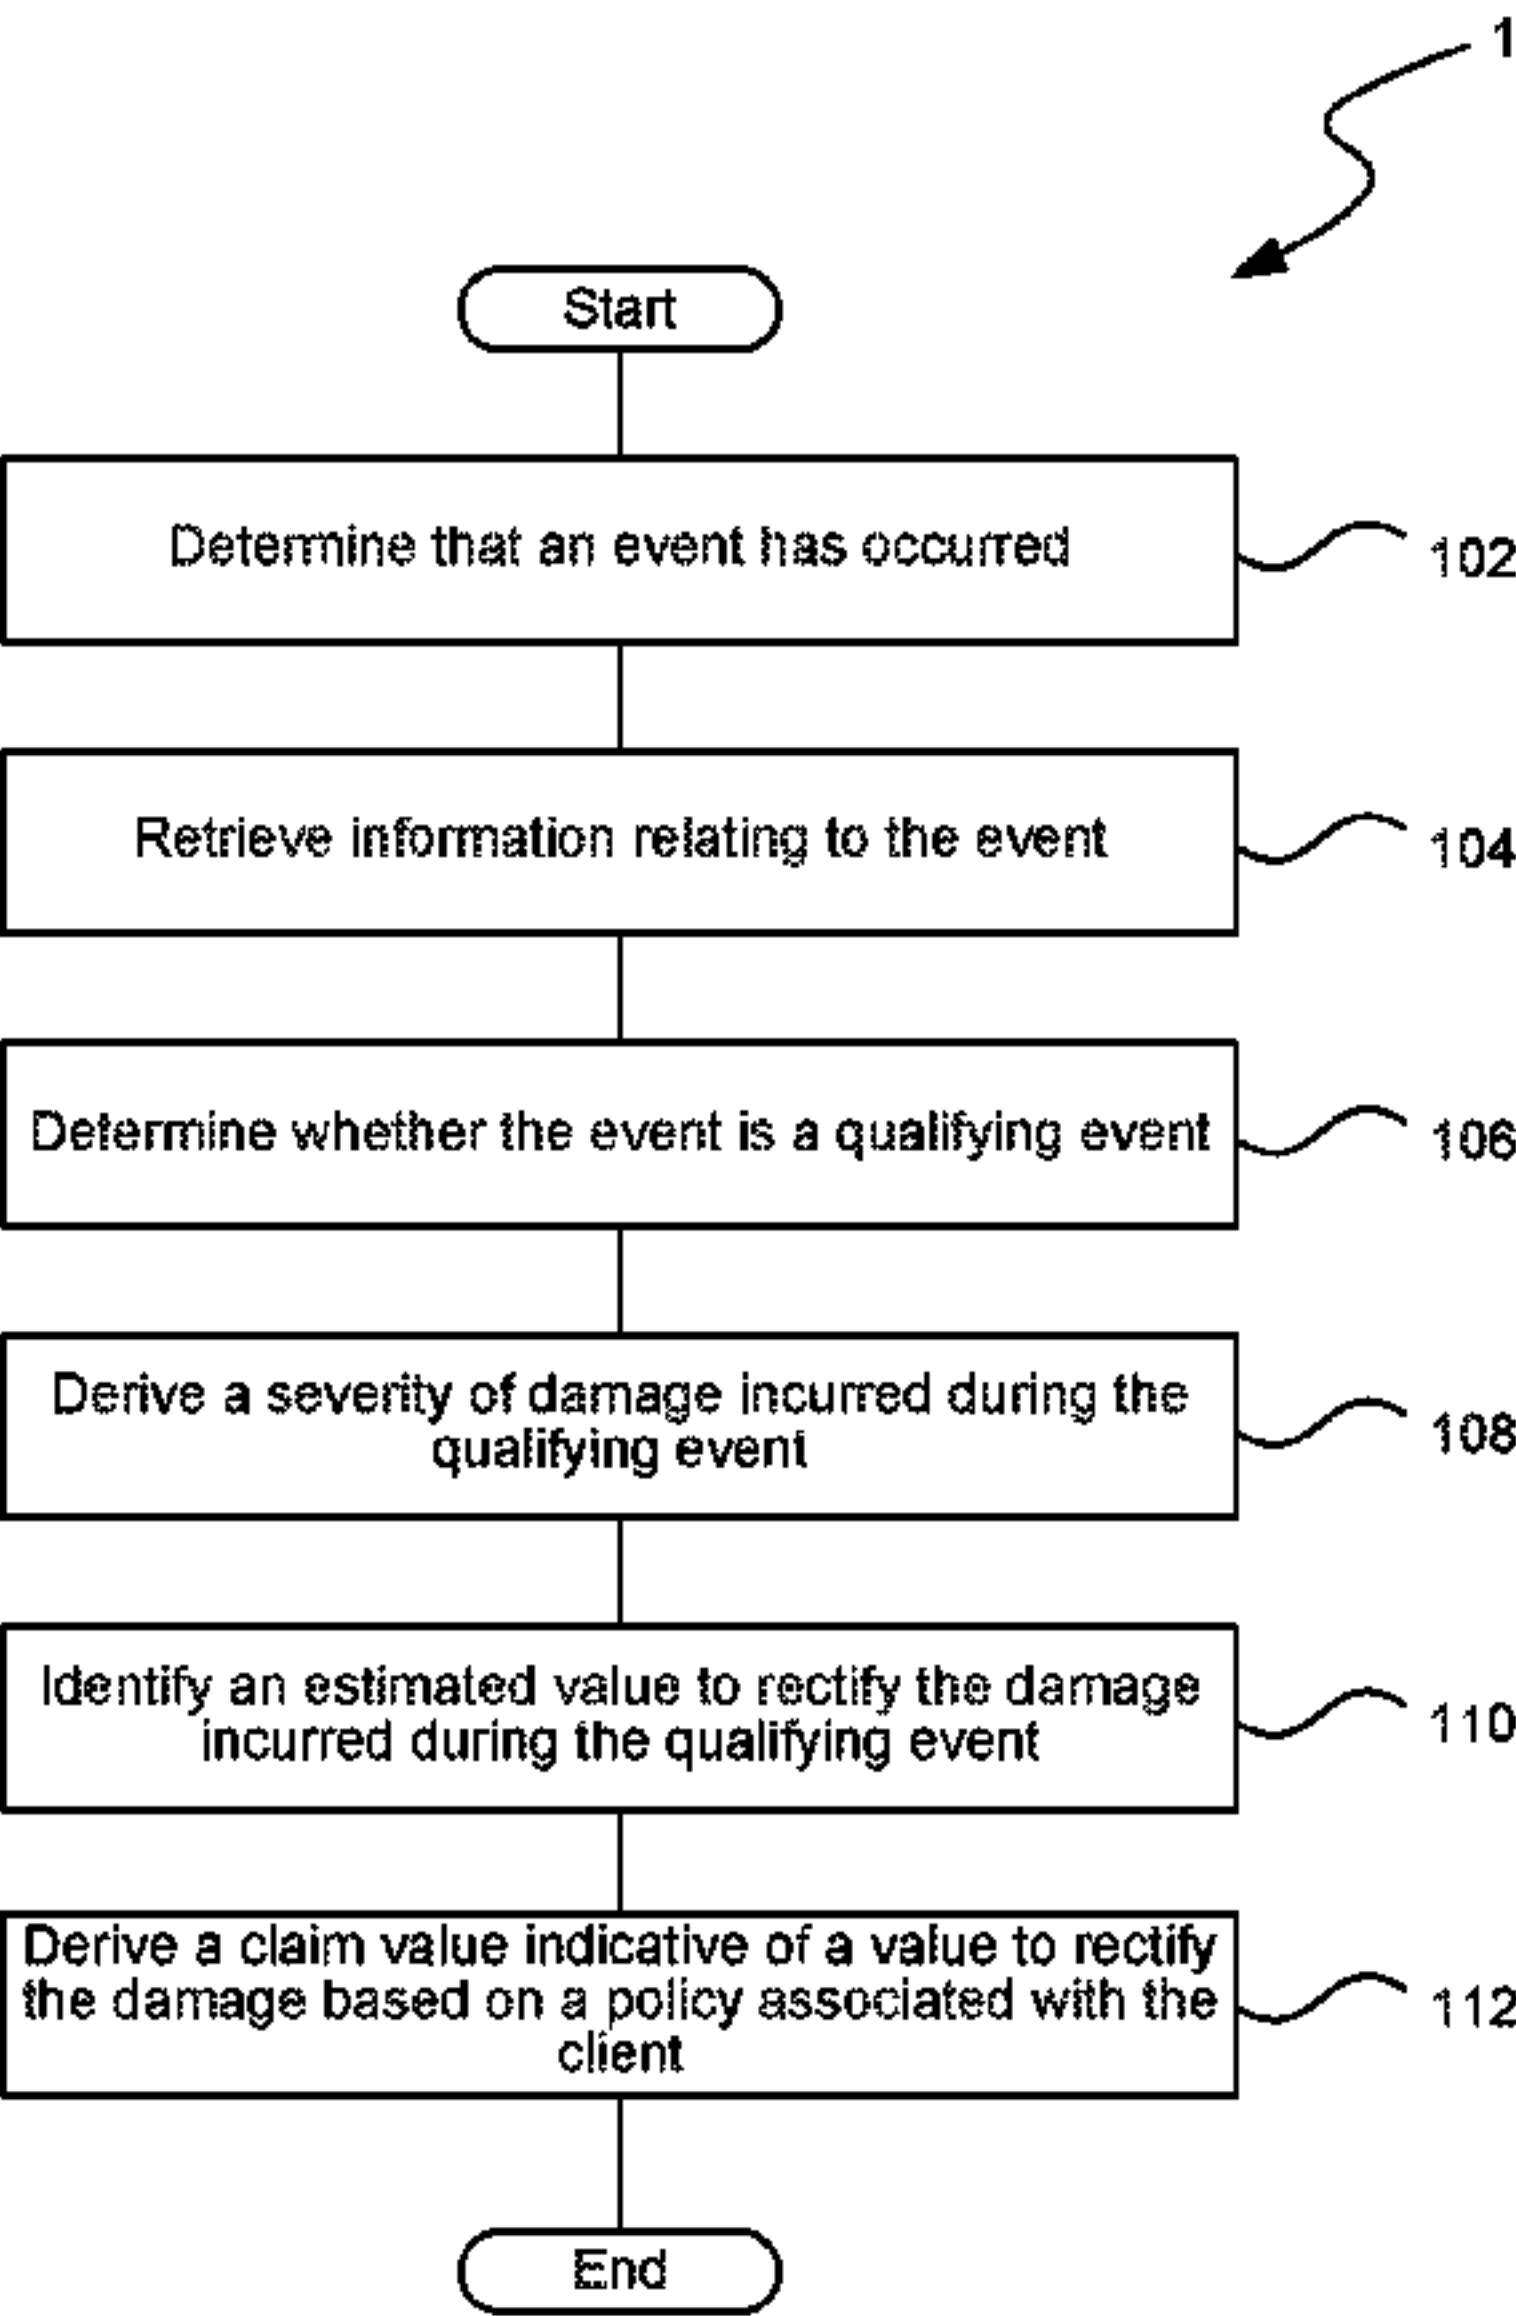 1
Start
Determine that an event has occurred
102
Retrieve information relating to the event
104
Determine whether the event is a qualifying event
106
Derive a severity of damage incurred during the
qualifying event
108
Identify an estimated value to rectify the damage
incurred during the qualifying event
110
Derive a claim value indicative of a value to rectify
the damage based on a policy associated with the
client
112
End